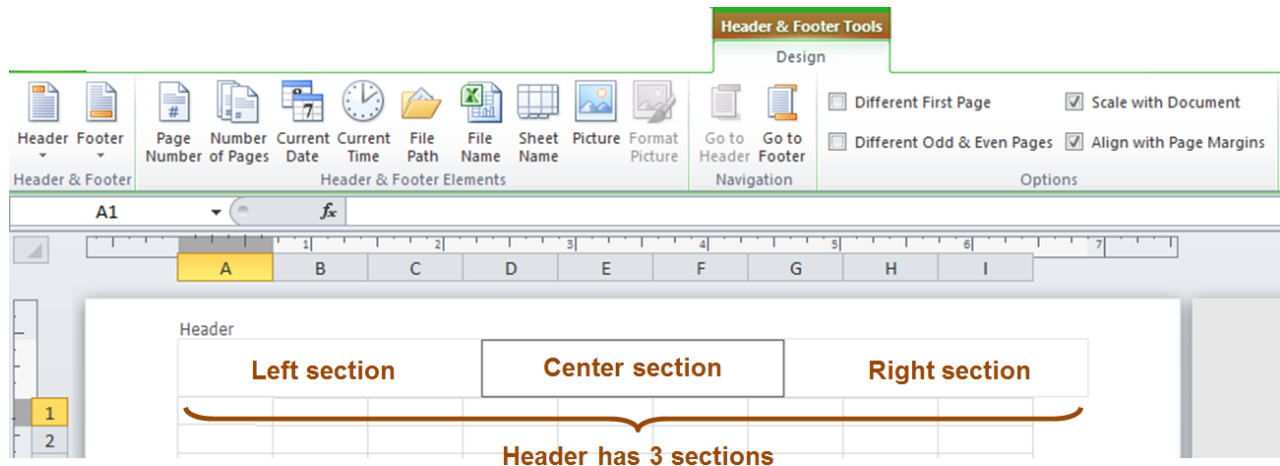 Header & Footer Tools
Design
Header Footer
Page Number
Number of Pages
Current Date
Current Time
File Path
File Name
Sheet Name
Picture
Format Picture
Go to Header
Go to Footer
Different First Page
Scale with Document
Different Odd & Even Pages
Align with Page Margins
Header & Footer
Header & Footer Elements
Navigation
Options
A1
fx
1 2 3 4 5 6 7
A B C D E F G H I
Header
Left section
Center section
Right section
1
2
Header has 3 sections